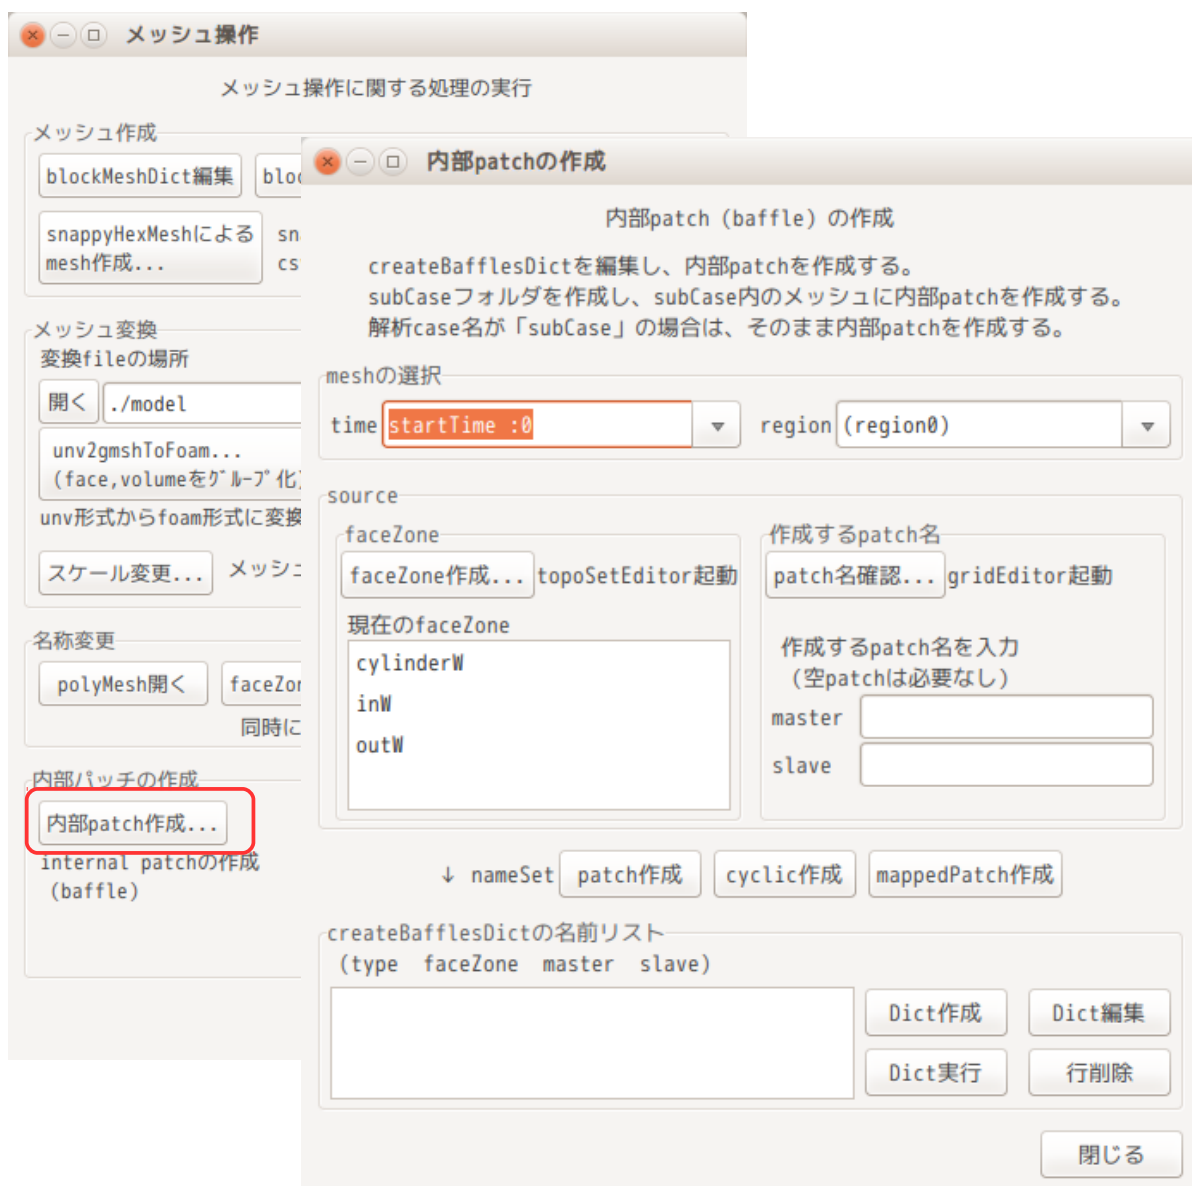 メッシュ操作
メッシュ操作に関する処理の実行
メッシュ作成
blockMeshDict編集
snappyHexMeshによる
mesh作成...
メッシュ変換
変換fileの場所
開く ./model
unv2gmshToFoam...
(face,volumeをグループ化)
unv形式からfoam形式に変換
スケール変更... メッシュ
名称変更
polyMesh開く
同時に
内部パッチの作成
内部patch作成...
internal patchの作成
(baffle)
内部patchの作成
内部patch（baffle）の作成
createBafflesDictを編集し、内部patchを作成する。
subCaseフォルダを作成し、subCase内のメッシュに内部patchを作成する。
解析case名が「subCase」の場合は、そのまま内部patchを作成する。
meshの選択
time startTime :0 region (region0)
source
faceZone
faceZone作成... topoSetEditor起動
現在のfaceZone
cylinderW
inW
outW
作成するpatch名
patch名確認... gridEditor起動
作成するpatch名を入力
（空patchは必要なし）
master
slave
↓ nameSet patch作成 cyclic作成 mappedPatch作成
createBafflesDictの名前リスト
(type faceZone master slave)
Dict作成 Dict編集
Dict実行 行削除
閉じる